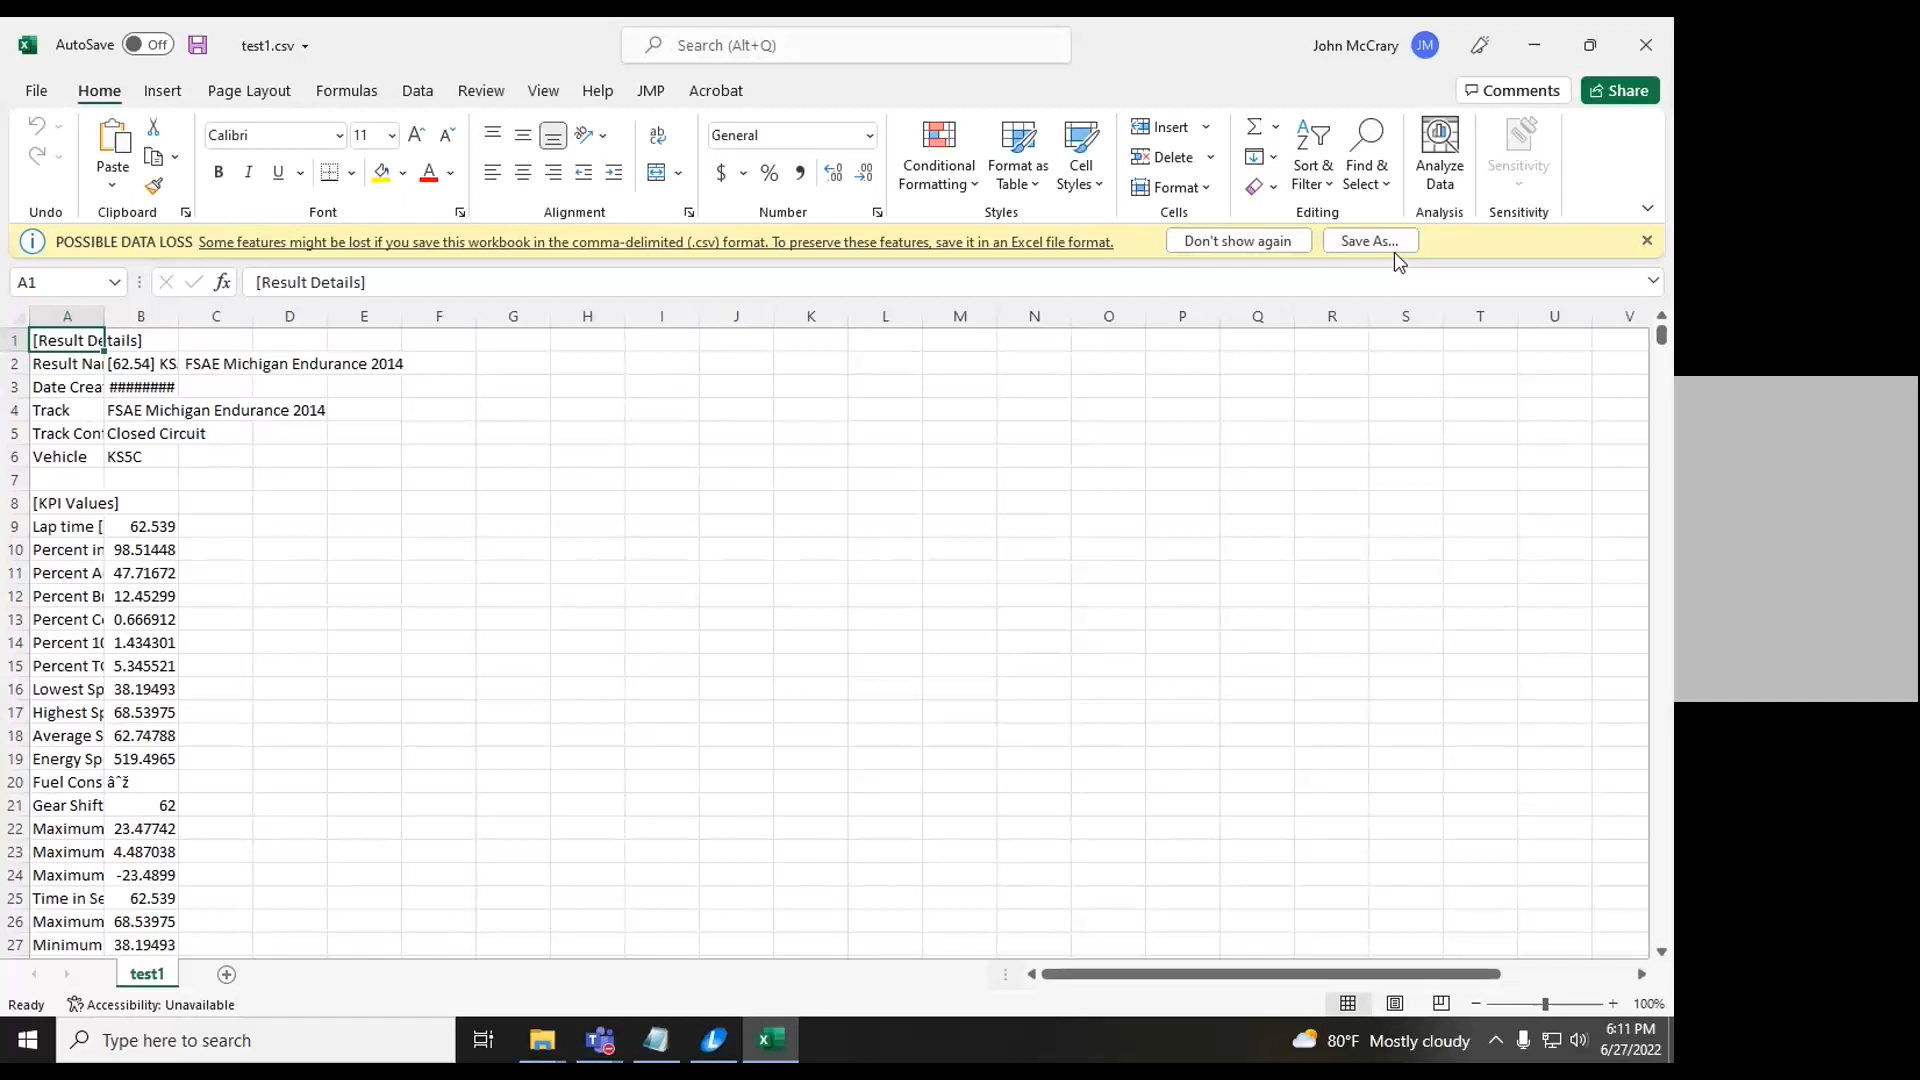 AutoSave Off test1.csv Search (Alt+Q) John McCrary JM
File Home Insert Page Layout Formulas Data Review View Help JMP Acrobat Comments Share
Paste
Undo
Clipboard
Calibri 11
B I U
Font
ab
Alignment
General
$ % ,
Number
Conditional Formatting
Format as Table
Cell Styles
Styles
Insert
Delete
Format
Cells
Sort & Filter
Find & Select
Editing
Analyze Data
Analysis
Sensitivity
Sensitivity
POSSIBLE DATA LOSS Some features might be lost if you save this workbook in the comma-delimited (.csv) format. To preserve these features, save it in an Excel file format. Don't show again Save As...
A1 fx [Result Details]
A B C D E F G H I J K L M N O P Q R S T U V
1 [Result Details]
2 Result Nar [62.54] KS FSAE Michigan Endurance 2014
3 Date Crea ########
4 Track FSAE Michigan Endurance 2014
5 Track Conf Closed Circuit
6 Vehicle KS5C
7
8 [KPI Values]
9 Lap time [ 62.539
10 Percent in 98.51448
11 Percent A 47.71672
12 Percent Br 12.45299
13 Percent Co 0.666912
14 Percent 10 1.434301
15 Percent TO 5.345521
16 Lowest Sp 38.19493
17 Highest Sp 68.53975
18 Average S 62.74788
19 Energy Sp 519.4965
20 Fuel Cons âˆž
21 Gear Shift 62
22 Maximum 23.47742
23 Maximum 4.487038
24 Maximum -23.4899
25 Time in Se 62.539
26 Maximum 68.53975
27 Minimum 38.19493
test1
Ready Accessibility: Unavailable 100%
Type here to search 80°F Mostly cloudy 6:11 PM
6/27/2022